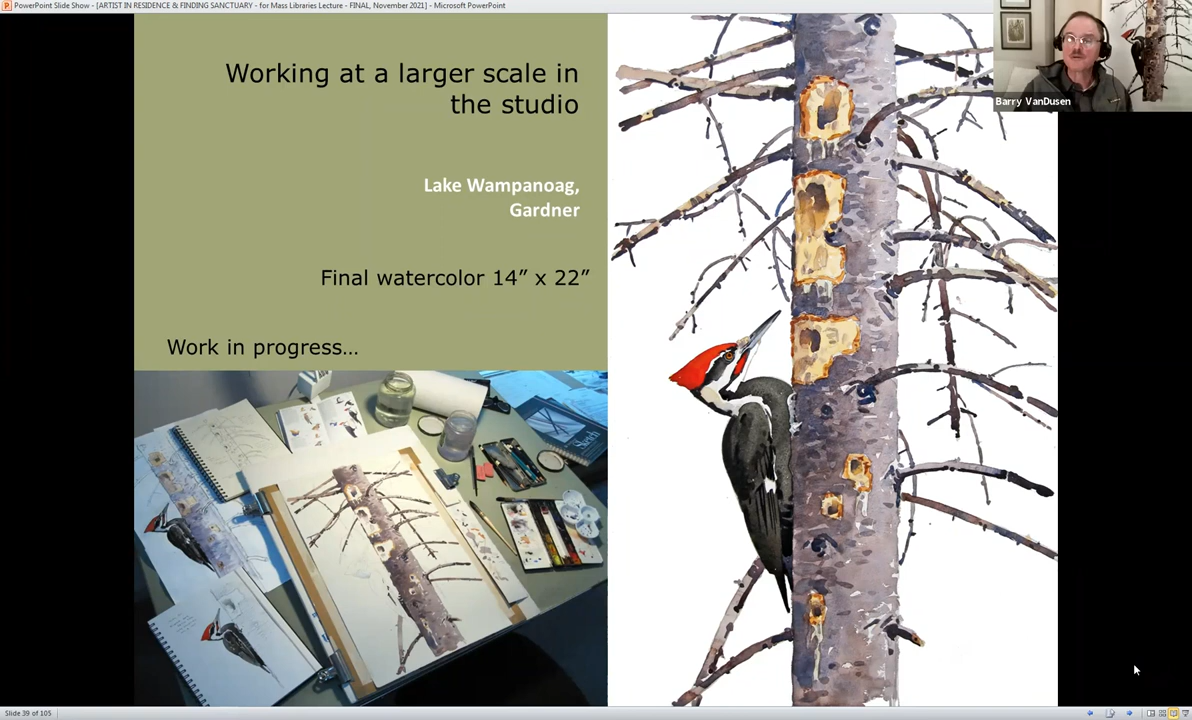 PowerPoint Slide Show - [ARTIST IN RESIDENCE & FINDING SANCTUARY - for Mass Libraries Lecture - FINAL, November 2021] - Microsoft PowerPoint
Working at a larger scale in
the studio
Lake Wampanoag,
Gardner
Final watercolor 14” x 22”
Work in progress…
Barry VanDusen
Slide 39 of 105